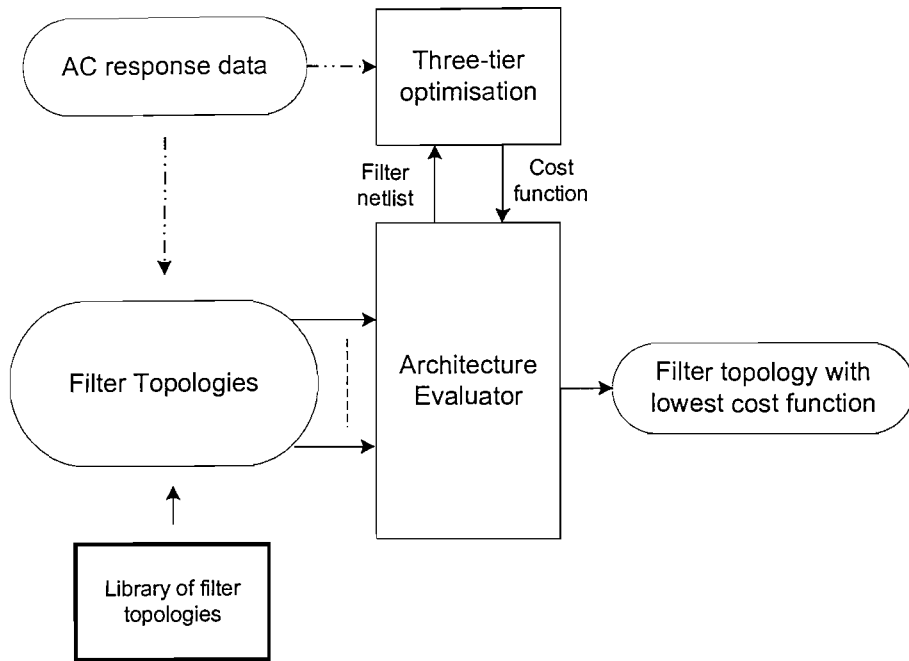 AC response data
Three-tier
optimisation
Filter
netlist
Cost
function
Filter Topologies
Architecture
Evaluator
Filter topology with
lowest cost function
Library of filter
topologies